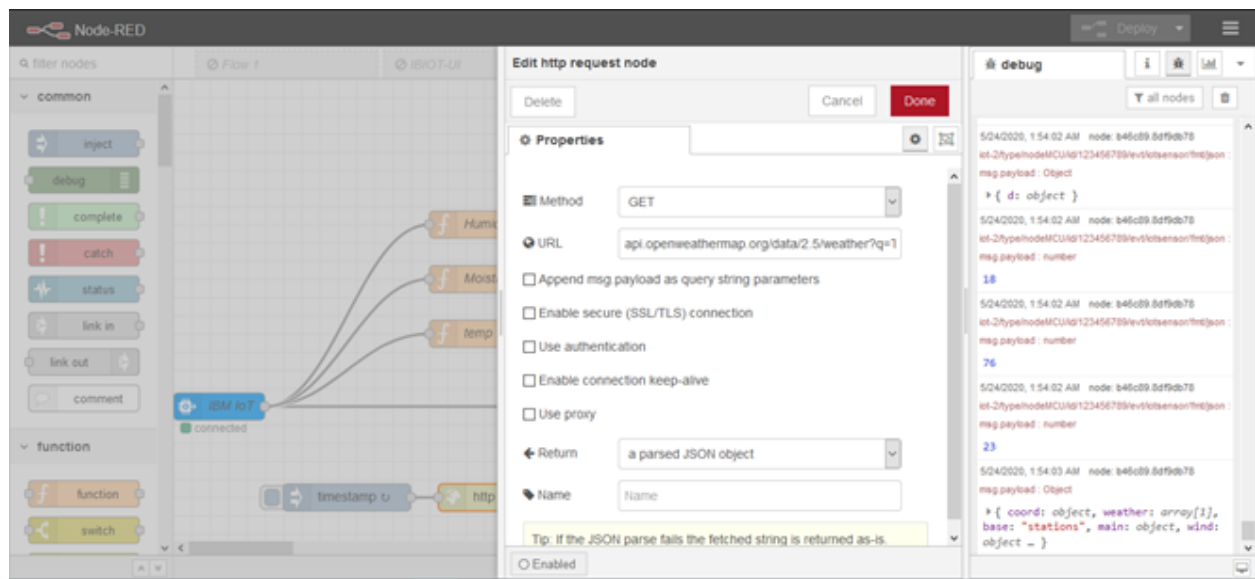 Node-RED
Deploy
filter nodes
Flow 1
IBIOT-UI
Edit http request node
debug
common
Delete
Cancel
Done
all nodes
inject
debug
complete
catch
status
link in
link out
comment
function
function
switch
Humi
Moist
temp
IBM IoT
connected
timestamp ↻
http
Properties
Method
GET
URL
api.openweathermap.org/data/2.5/weather?q=
Append msg.payload as query string parameters
Enable secure (SSL/TLS) connection
Use authentication
Enable connection keep-alive
Use proxy
Return
a parsed JSON object
Name
Name
Tip: If the JSON parse fails the fetched string is returned as-is.
Enabled
5/24/2020, 1:54:02 AM node: b46c89.8df9db78
iot-2/type/nodeMCU/id/123456789/evt/iotsensor/fmt/json :
msg.payload : Object
{ d: object }
5/24/2020, 1:54:02 AM node: b46c89.8df9db78
iot-2/type/nodeMCU/id/123456789/evt/iotsensor/fmt/json :
msg.payload : number
18
5/24/2020, 1:54:02 AM node: b46c89.8df9db78
iot-2/type/nodeMCU/id/123456789/evt/iotsensor/fmt/json :
msg.payload : number
76
5/24/2020, 1:54:02 AM node: b46c89.8df9db78
iot-2/type/nodeMCU/id/123456789/evt/iotsensor/fmt/json :
msg.payload : number
23
5/24/2020, 1:54:03 AM node: b46c89.8df9db78
msg.payload : Object
{ coord: object, weather: array[1],
base: "stations", main: object, wind:
object … }